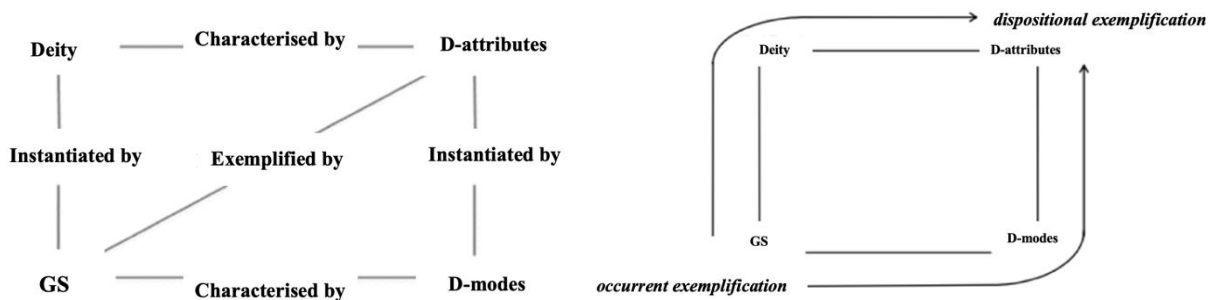 Deity Characterised by D-attributes
Instantiated by Exemplified by Instantiated by
GS Characterised by D-modes
dispositional exemplification
Deity D-attributes
GS D-modes
occurrent exemplification